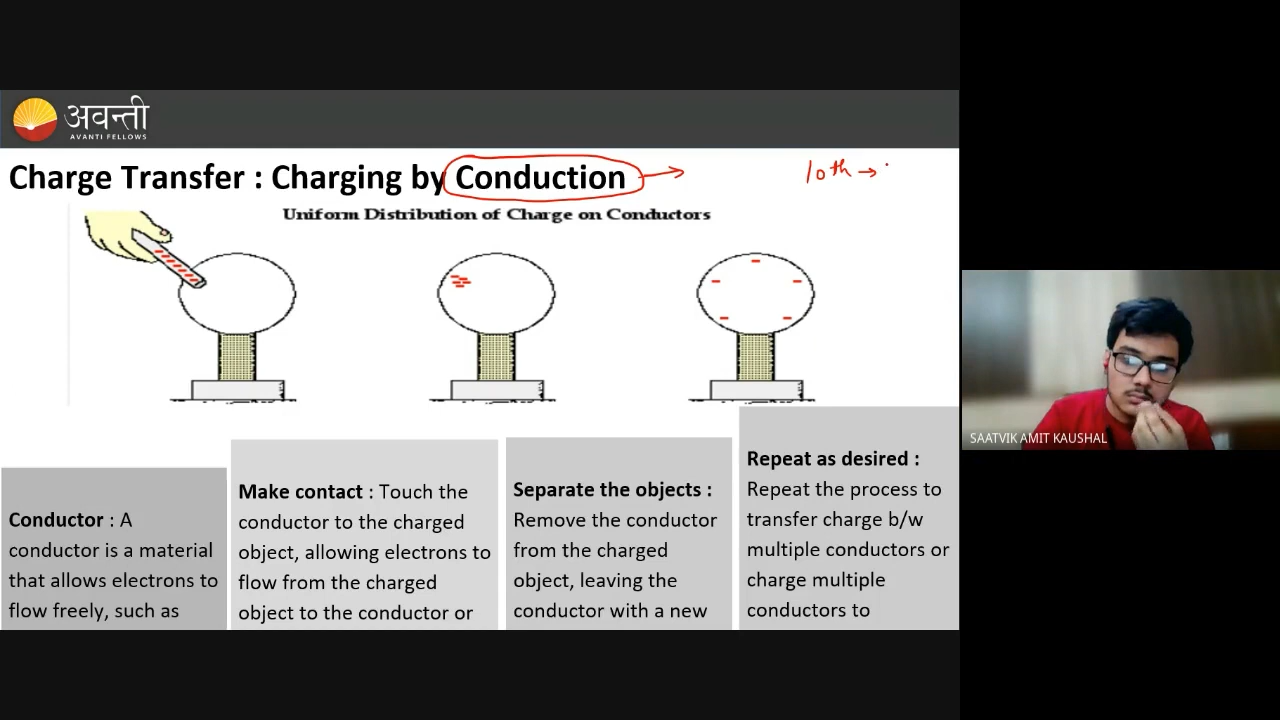 अवन्ती
AVANTI FELLOWS
Charge Transfer : Charging by Conduction →
10th →
Uniform Distribution of Charge on Conductors
Conductor : A
conductor is a material
that allows electrons to
flow freely, such as
Make contact : Touch the
conductor to the charged
object, allowing electrons to
flow from the charged
object to the conductor or
Separate the objects :
Remove the conductor
from the charged
object, leaving the
conductor with a new
Repeat as desired :
Repeat the process to
transfer charge b/w
multiple conductors or
charge multiple
conductors to
SAATVIK AMIT KAUSHAL